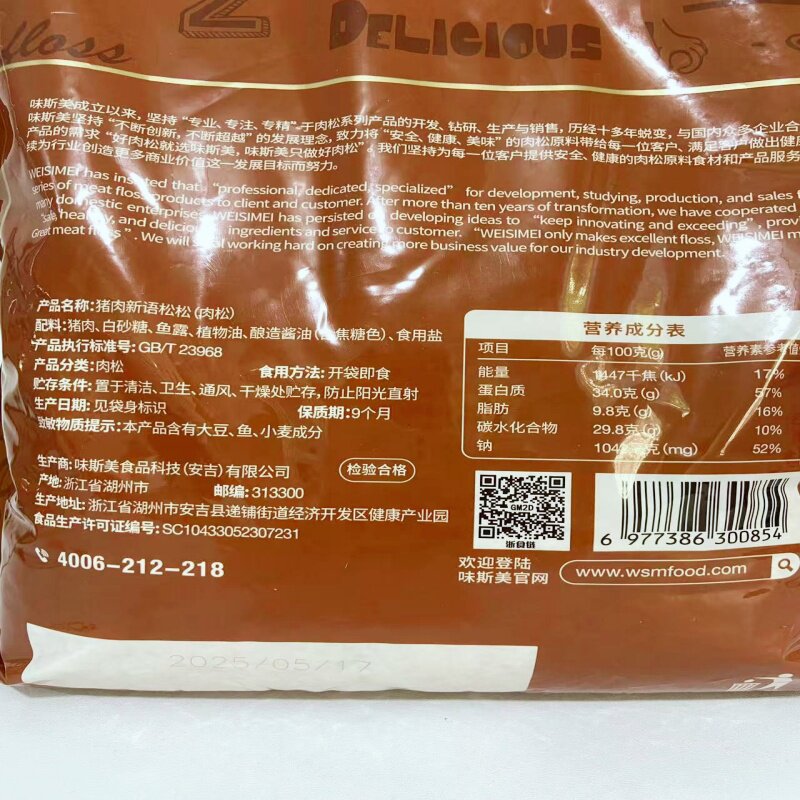 floss
2
DELICIOUS
味斯美成立以来，坚持“专业、专注、专精”于肉松系列产品的开发、钻研、生产与销售，历经十多年蜕变，与国内众多企业合
味斯美坚持“不断创新，不断超越”的发展理念，致力将“安全、健康、美味”的肉松原料带给每一位客户、满足客户做出健康
产品的需求“好肉松就选味斯美，味斯美只做好肉松”。我们坚持为每一位客户提供安全、健康的肉松原料食材和产品服务
续为行业创造更多商业价值这一发展目标而努力。
WEISIMEI has insisted that “professional, dedicated, specialized” for development, studying, production, and sales
series of meat floss products to client and customer. After more than ten years of transformation, we have cooperated
many domestic enterprises. WEISIMEI has persisted on developing ideas to “keep innovating and exceeding”, prov
“Safe, healthy, and delicious” ingredients and service to customer. “WEISIMEI only makes excellent floss, WEISIMEI m
Great meat floss”. We will still working hard on creating more business value for our industry development.
产品名称：猪肉新语松松（肉松）
配料：猪肉、白砂糖、鱼露、植物油、酿造酱油（含焦糖色）、食用盐
产品执行标准号：GB/T 23968
产品分类：肉松 食用方法：开袋即食
贮存条件：置于清洁、卫生、通风、干燥处贮存，防止阳光直射
生产日期：见袋身标识 保质期：9个月
致敏物质提示：本产品含有大豆、鱼、小麦成分
生产商：味斯美食品科技（安吉）有限公司 检验合格
产地：浙江省湖州市 邮编：313300
生产地址：浙江省湖州市安吉县递铺街道经济开发区健康产业园
食品生产许可证编号：SC10433052307231
4006-212-218
营养成分表
项目 每100克(g) 营养素参考值
能量 1447千焦（kJ） 17%
蛋白质 34.0克（g） 57%
脂肪 9.8克（g） 16%
碳水化合物 29.8克（g） 10%
钠 克（mg） 52%
GM2D
浙食链
6 977386 300854
欢迎登陆
味斯美官网
www.wsmfood.com
2025/05/17